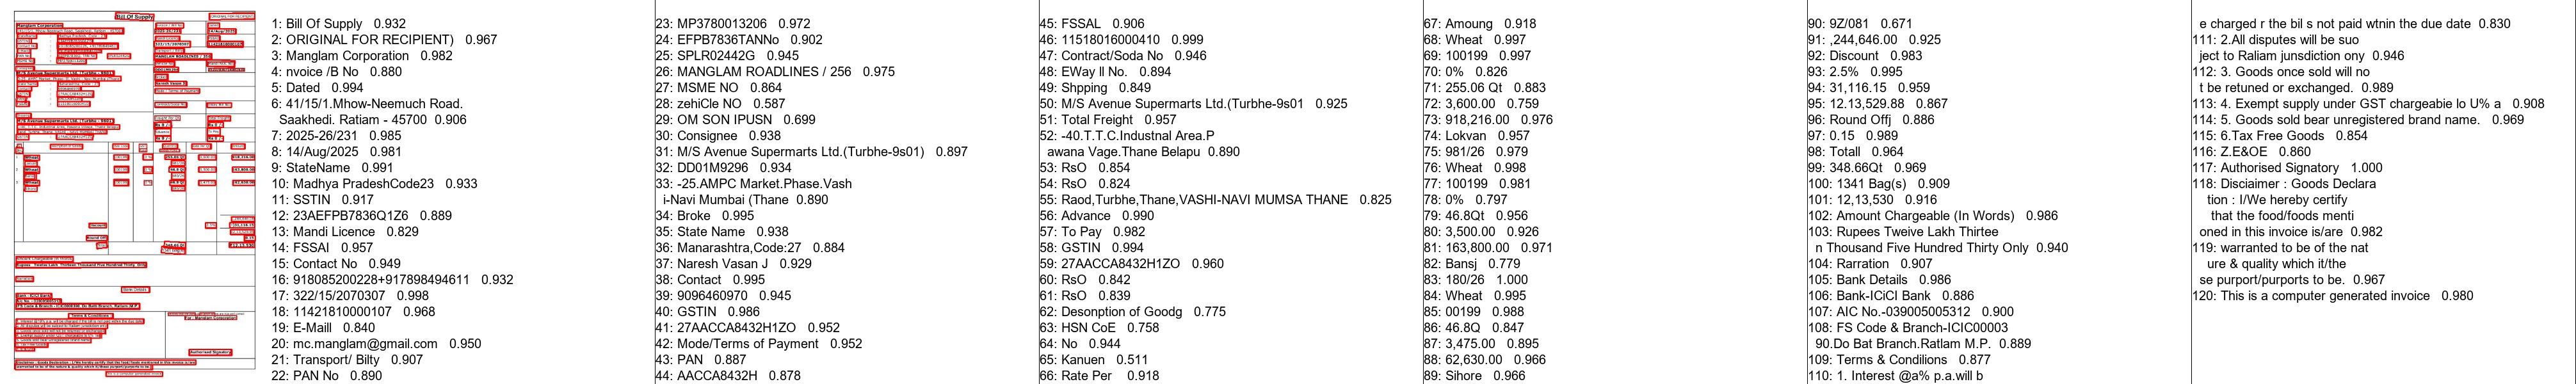 1: Bill Of Supply 0.932
2: ORIGINAL FOR RECIPIENT) 0.967
3: Manglam Corporation 0.982
4: nvoice /B No 0.880
5: Dated 0.994
6: 41/15/1.Mhow-Neemuch Road.
Saakhedi. Ratiam - 45700 0.906
7: 2025-26/231 0.985
8: 14/Aug/2025 0.981
9: StateName 0.991
10: Madhya PradeshCode23 0.933
11: SSTIN 0.917
12: 23AEFPB7836Q1Z6 0.889
13: Mandi Licence 0.829
14: FSSAI 0.957
15: Contact No 0.949
16: 918085200228+917898494611 0.932
17: 322/15/2070307 0.998
18: 11421810000107 0.968
19: E-Maill 0.840
20: mc.manglam@gmail.com 0.950
21: Transport/ Bilty 0.907
22: PAN No 0.890
23: MP3780013206 0.972
24: EFPB7836TANNo 0.902
25: SPLR02442G 0.945
26: MANGLAM ROADLINES / 256 0.975
27: MSME NO 0.864
28: zehiCle NO 0.587
29: OM SON IPUSN 0.699
30: Consignee 0.938
31: M/S Avenue Supermarts Ltd.(Turbhe-9s01) 0.897
32: DD01M9296 0.934
33: -25.AMPC Market.Phase.Vash
i-Navi Mumbai (Thane 0.890
34: Broke 0.995
35: State Name 0.938
36: Manarashtra,Code:27 0.884
37: Naresh Vasan J 0.929
38: Contact 0.995
39: 9096460970 0.945
40: GSTIN 0.986
41: 27AACCA8432H1ZO 0.952
42: Mode/Terms of Payment 0.952
43: PAN 0.887
44: AACCA8432H 0.878
45: FSSAL 0.906
46: 11518016000410 0.999
47: Contract/Soda No 0.946
48: EWay ll No. 0.894
49: Shpping 0.849
50: M/S Avenue Supermarts Ltd.(Turbhe-9s01 0.925
51: Total Freight 0.957
52: -40.T.T.C.Industnal Area.P
awana Vage.Thane Belapu 0.890
53: RsO 0.854
54: RsO 0.824
55: Raod,Turbhe,Thane,VASHI-NAVI MUMSA THANE 0.825
56: Advance 0.990
57: To Pay 0.982
58: GSTIN 0.994
59: 27AACCA8432H1ZO 0.960
60: RsO 0.842
61: RsO 0.839
62: Desonption of Goodg 0.775
63: HSN CoE 0.758
64: No 0.944
65: Kanuen 0.511
66: Rate Per 0.918
67: Amoung 0.918
68: Wheat 0.997
69: 100199 0.997
70: 0% 0.826
71: 255.06 Qt 0.883
72: 3,600.00 0.759
73: 918,216.00 0.976
74: Lokvan 0.957
75: 981/26 0.979
76: Wheat 0.998
77: 100199 0.981
78: 0% 0.797
79: 46.8Qt 0.956
80: 3,500.00 0.926
81: 163,800.00 0.971
82: Bansj 0.779
83: 180/26 1.000
84: Wheat 0.995
85: 00199 0.988
86: 46.8Q 0.847
87: 3,475.00 0.895
88: 62,630.00 0.966
89: Sihore 0.966
90: 9Z/081 0.671
91: ,244,646.00 0.925
92: Discount 0.983
93: 2.5% 0.995
94: 31,116.15 0.959
95: 12.13,529.88 0.867
96: Round Offj 0.886
97: 0.15 0.989
98: Totall 0.964
99: 348.66Qt 0.969
100: 1341 Bag(s) 0.909
101: 12,13,530 0.916
102: Amount Chargeable (In Words) 0.986
103: Rupees Tweive Lakh Thirtee
n Thousand Five Hundred Thirty Only 0.940
104: Rarration 0.907
105: Bank Details 0.986
106: Bank-ICiCI Bank 0.886
107: AIC No.-039005005312 0.900
108: FS Code & Branch-ICIC00003
90.Do Bat Branch.Ratlam M.P. 0.889
109: Terms & Condilions 0.877
110: 1. Interest @a% p.a.will b
e charged r the bil s not paid wtnin the due date 0.830
111: 2.All disputes will be suo
ject to Raliam junsdiction ony 0.946
112: 3. Goods once sold will no
t be retuned or exchanged. 0.989
113: 4. Exempt supply under GST chargeabie lo U% a 0.908
114: 5. Goods sold bear unregistered brand name. 0.969
115: 6.Tax Free Goods 0.854
116: Z.E&OE 0.860
117: Authorised Signatory 1.000
118: Disciaimer : Goods Declara
tion : I/We hereby certify
that the food/foods menti
oned in this invoice is/are 0.982
119: warranted to be of the nat
ure & quality which it/the
se purport/purports to be. 0.967
120: This is a computer generated invoice 0.980